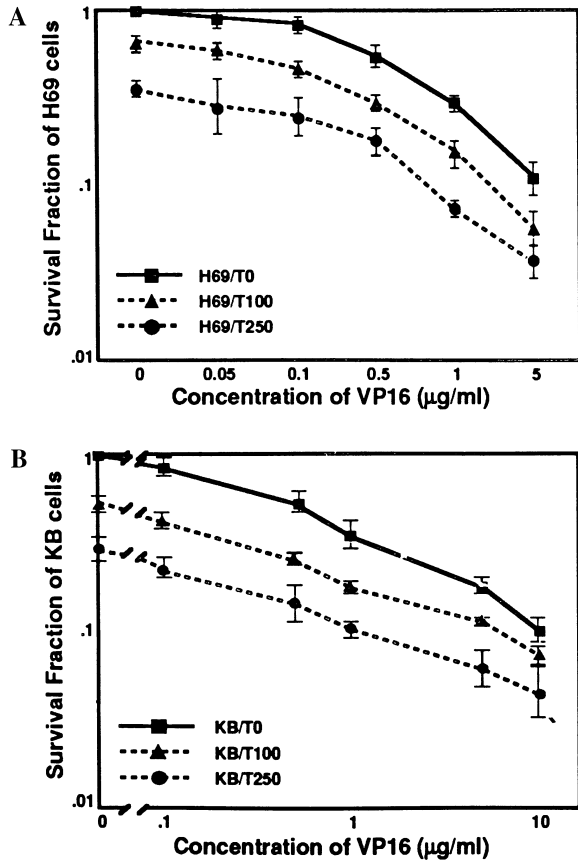 A
Survival Fraction of H69 cells
1
.1
.01
H69/T0
H69/T100
H69/T250
0 0.05 0.1 0.5 1 5
Concentration of VP16 (µg/ml)
B
Survival Fraction of KB cells
1
.1
.01
KB/T0
KB/T100
KB/T250
0 .1 1 10
Concentration of VP16 (µg/ml)